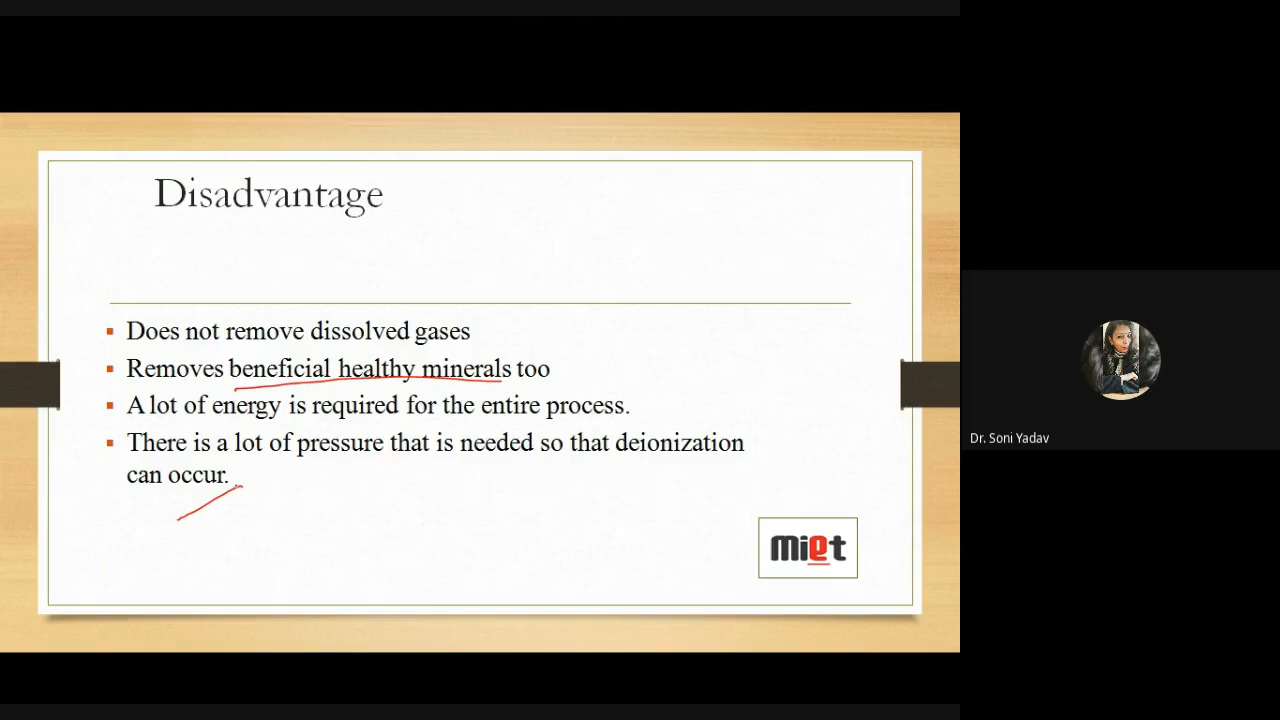 Disadvantage
Does not remove dissolved gases
Removes beneficial healthy minerals too
A lot of energy is required for the entire process.
There is a lot of pressure that is needed so that deionization
can occur.
miet
Dr. Soni Yadav